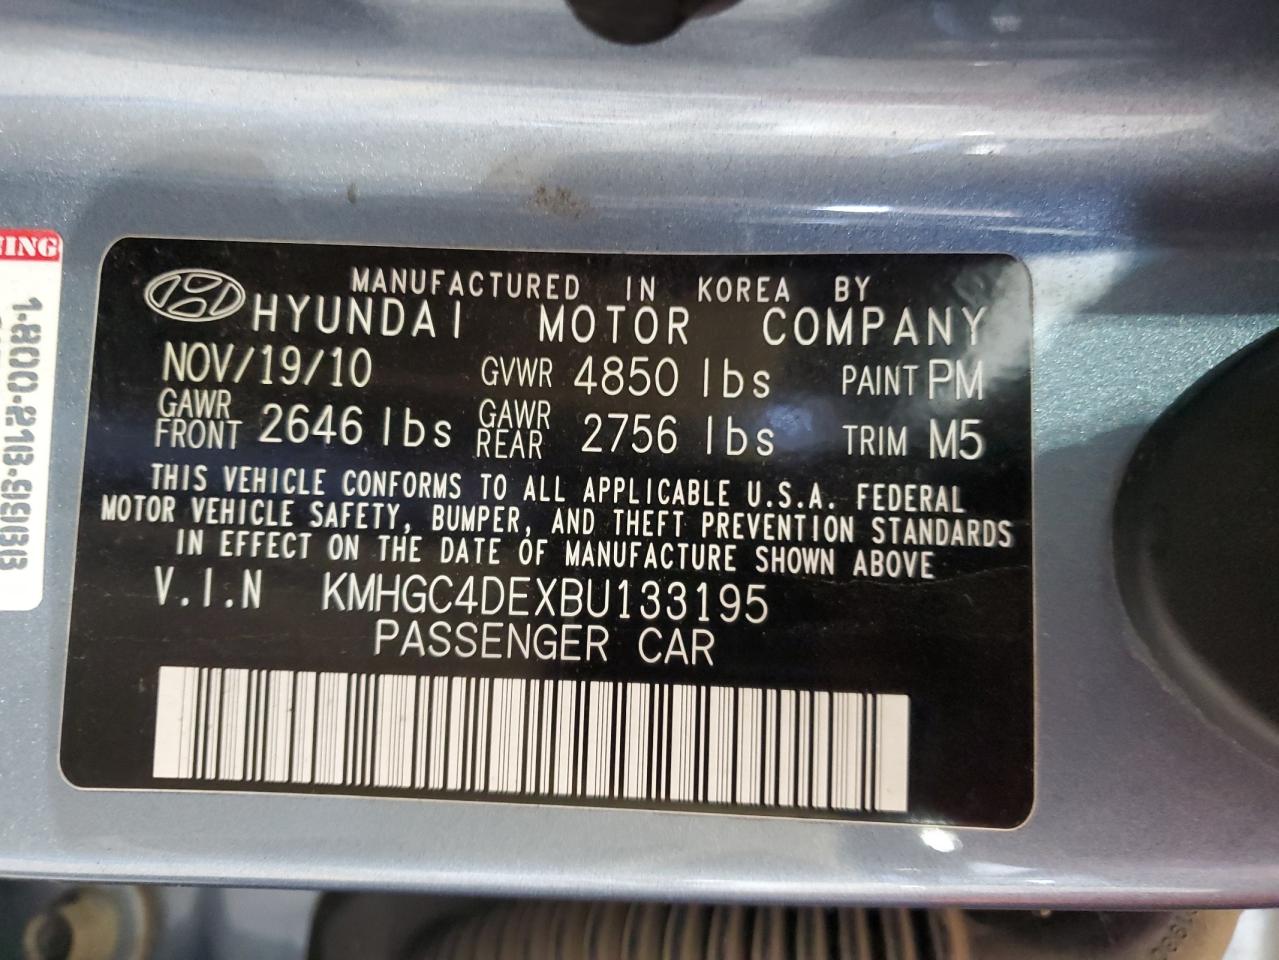 MANUFACTURED IN KOREA BY
HYUNDAI MOTOR COMPANY
NOV/19/10 GVWR 4850 lbs PAINT PM
GAWR FRONT 2646 lbs GAWR REAR 2756 lbs TRIM M5
THIS VEHICLE CONFORMS TO ALL APPLICABLE U.S.A. FEDERAL
MOTOR VEHICLE SAFETY, BUMPER, AND THEFT PREVENTION STANDARDS
IN EFFECT ON THE DATE OF MANUFACTURE SHOWN ABOVE
V.I.N KMHGC4DEXBU133195
PASSENGER CAR